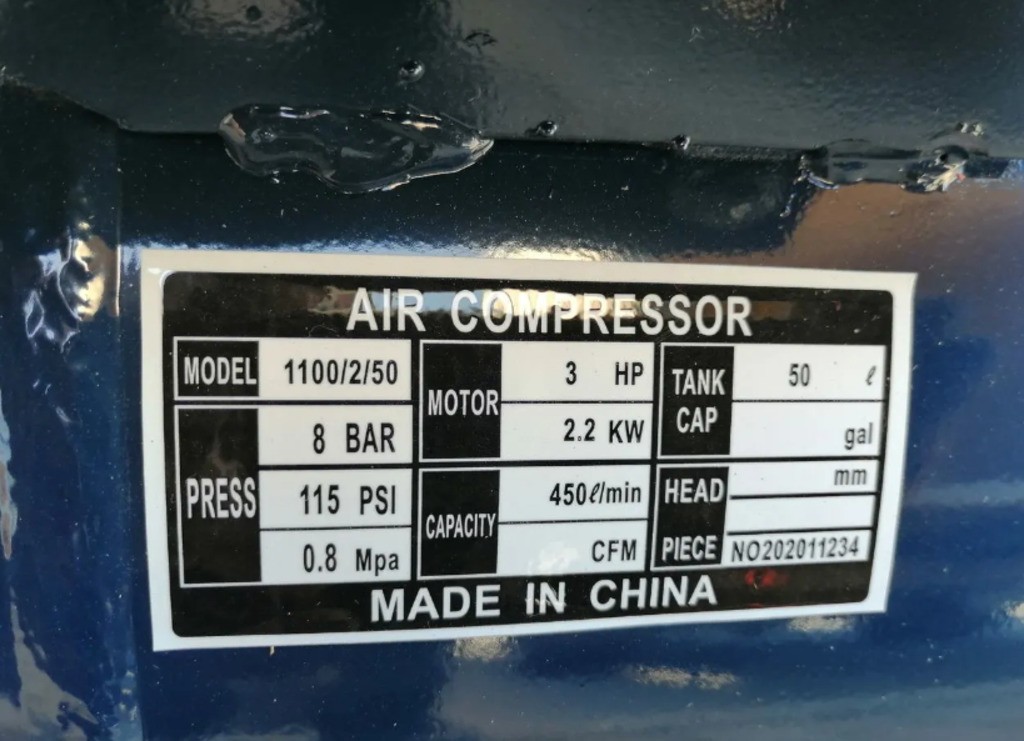 AIR COMPRESSOR
MODEL 1100/2/50
PRESS 8 BAR
115 PSI
0.8 Mpa
MOTOR 3 HP
2.2 KW
CAPACITY 450ℓ/min
CFM
TANK CAP 50 ℓ
gal
HEAD mm
PIECE NO202011234
MADE IN CHINA